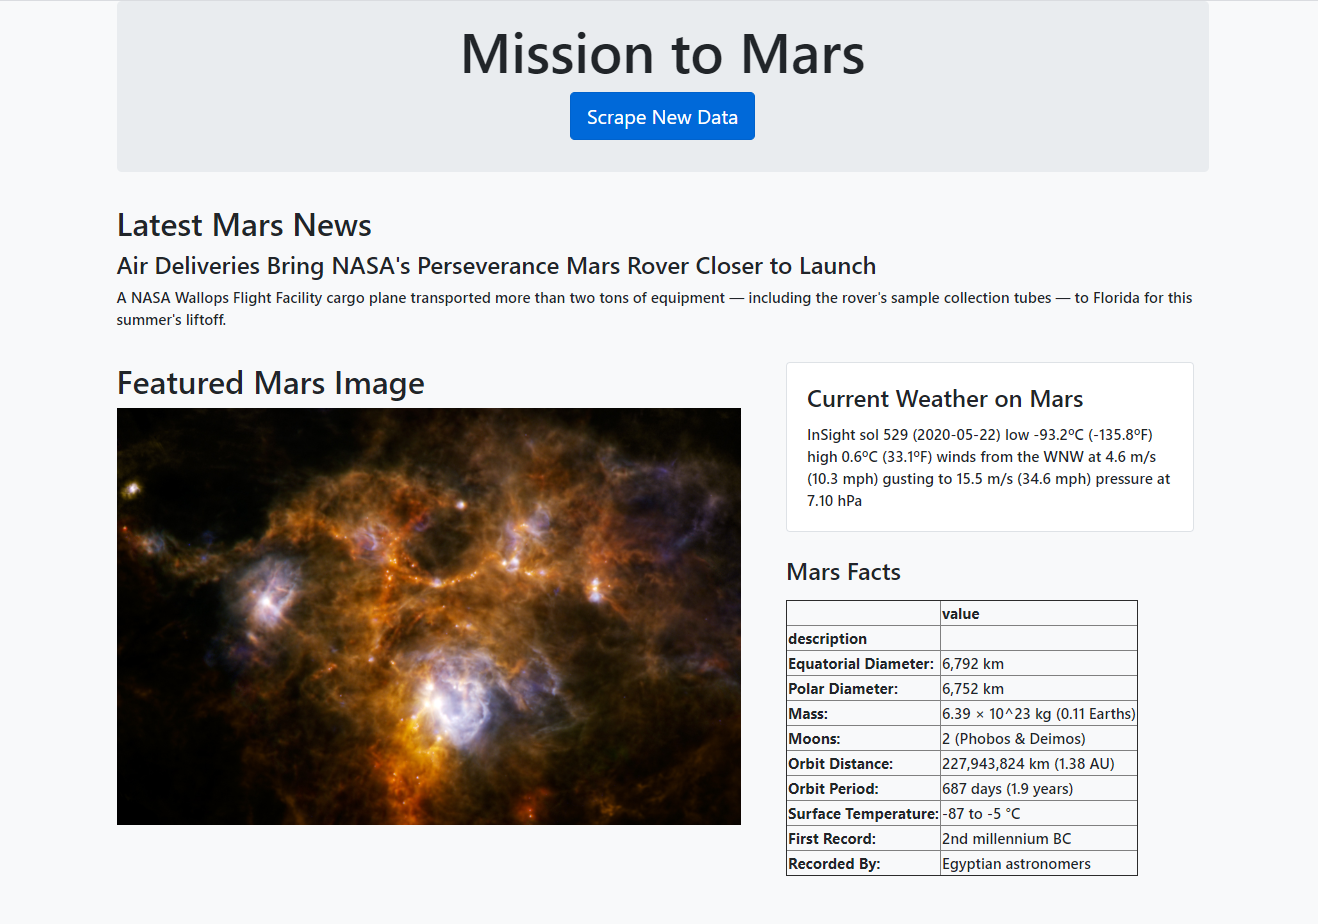 Mission to Mars
Scrape New Data
Latest Mars News
Air Deliveries Bring NASA's Perseverance Mars Rover Closer to Launch
A NASA Wallops Flight Facility cargo plane transported more than two tons of equipment — including the rover's sample collection tubes — to Florida for this
summer's liftoff.
Featured Mars Image
Current Weather on Mars
InSight sol 529 (2020-05-22) low -93.2ºC (-135.8ºF)
high 0.6ºC (33.1ºF) winds from the WNW at 4.6 m/s
(10.3 mph) gusting to 15.5 m/s (34.6 mph) pressure at
7.10 hPa
Mars Facts
value
description
Equatorial Diameter: 6,792 km
Polar Diameter: 6,752 km
Mass: 6.39 × 10^23 kg (0.11 Earths)
Moons: 2 (Phobos & Deimos)
Orbit Distance: 227,943,824 km (1.38 AU)
Orbit Period: 687 days (1.9 years)
Surface Temperature: -87 to -5 °C
First Record: 2nd millennium BC
Recorded By: Egyptian astronomers